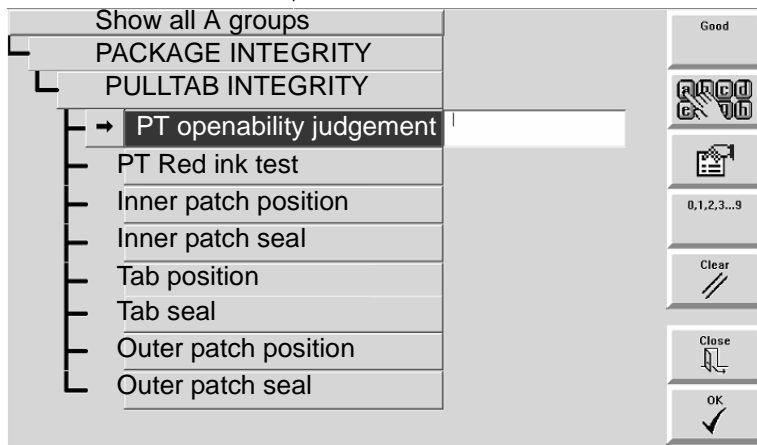 Show all A groups
PACKAGE INTEGRITY
PULLTAB INTEGRITY
PT openability judgement
PT Red ink test
Inner patch position
Inner patch seal
Tab position
Tab seal
Outer patch position
Outer patch seal
Good
a b c d
e g h
0,1,2,3...9
Clear
Close
OK